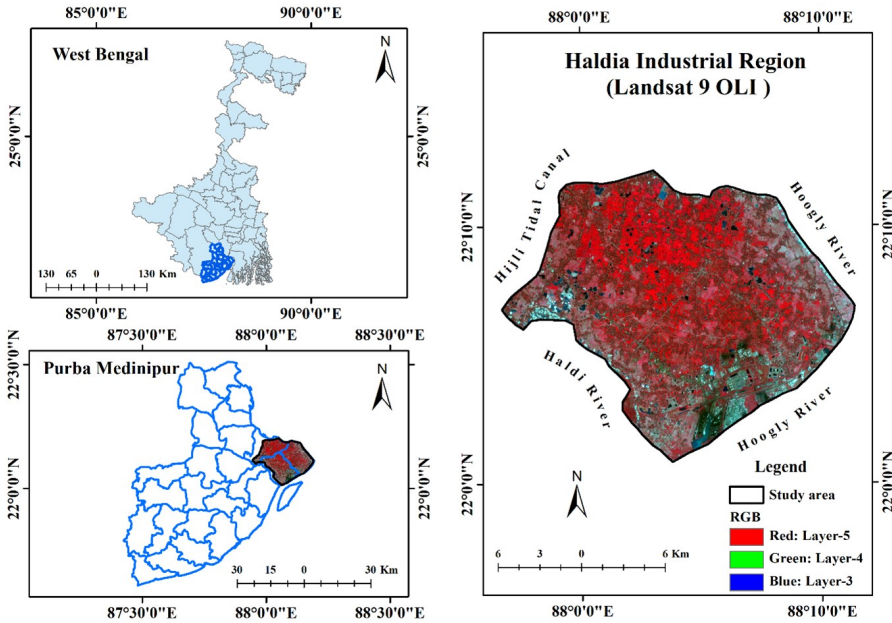 85°0'0"E 90°0'0"E
West Bengal
N
25°0'0"N
25°0'0"N
130 65 0 130 Km
85°0'0"E 90°0'0"E
87°30'0"E 88°0'0"E 88°30'0"E
Purba Medinipur
N
22°30'0"N
22°0'0"N
22°30'0"N
22°0'0"N
30 15 0 30 Km
87°30'0"E 88°0'0"E 88°30'0"E
88°0'0"E 88°10'0"E
Haldia Industrial Region
(Landsat 9 OLI )
22°10'0"N
22°0'0"N
22°10'0"N
22°0'0"N
Hijli Tidal Canal
Hoogly River
Haldi River
Hoogly River
N
6 3 0 6 Km
Legend
Study area
RGB
Red: Layer-5
Green: Layer-4
Blue: Layer-3
88°0'0"E 88°10'0"E